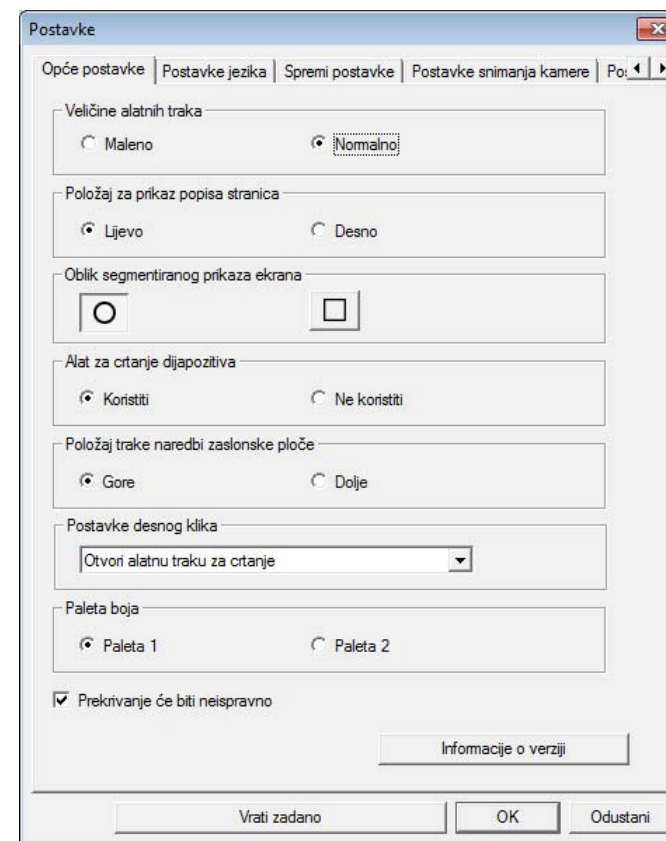 Postavke
Opće postavke Postavke jezika Spremi postavke Postavke snimanja kamere Po
Veličine alatnih traka
Maleno Normalno
Položaj za prikaz popisa stranica
Lijevo Desno
Oblik segmentiranog prikaza ekrana
Alat za crtanje dijapozitiva
Koristiti Ne koristiti
Položaj trake naredbi zaslonske ploče
Gore Dolje
Postavke desnog klika
Otvori alatnu traku za crtanje
Paleta boja
Paleta 1 Paleta 2
Prekrivanje će biti neispravno
Informacije o verziji
Vrati zadano OK Odustani